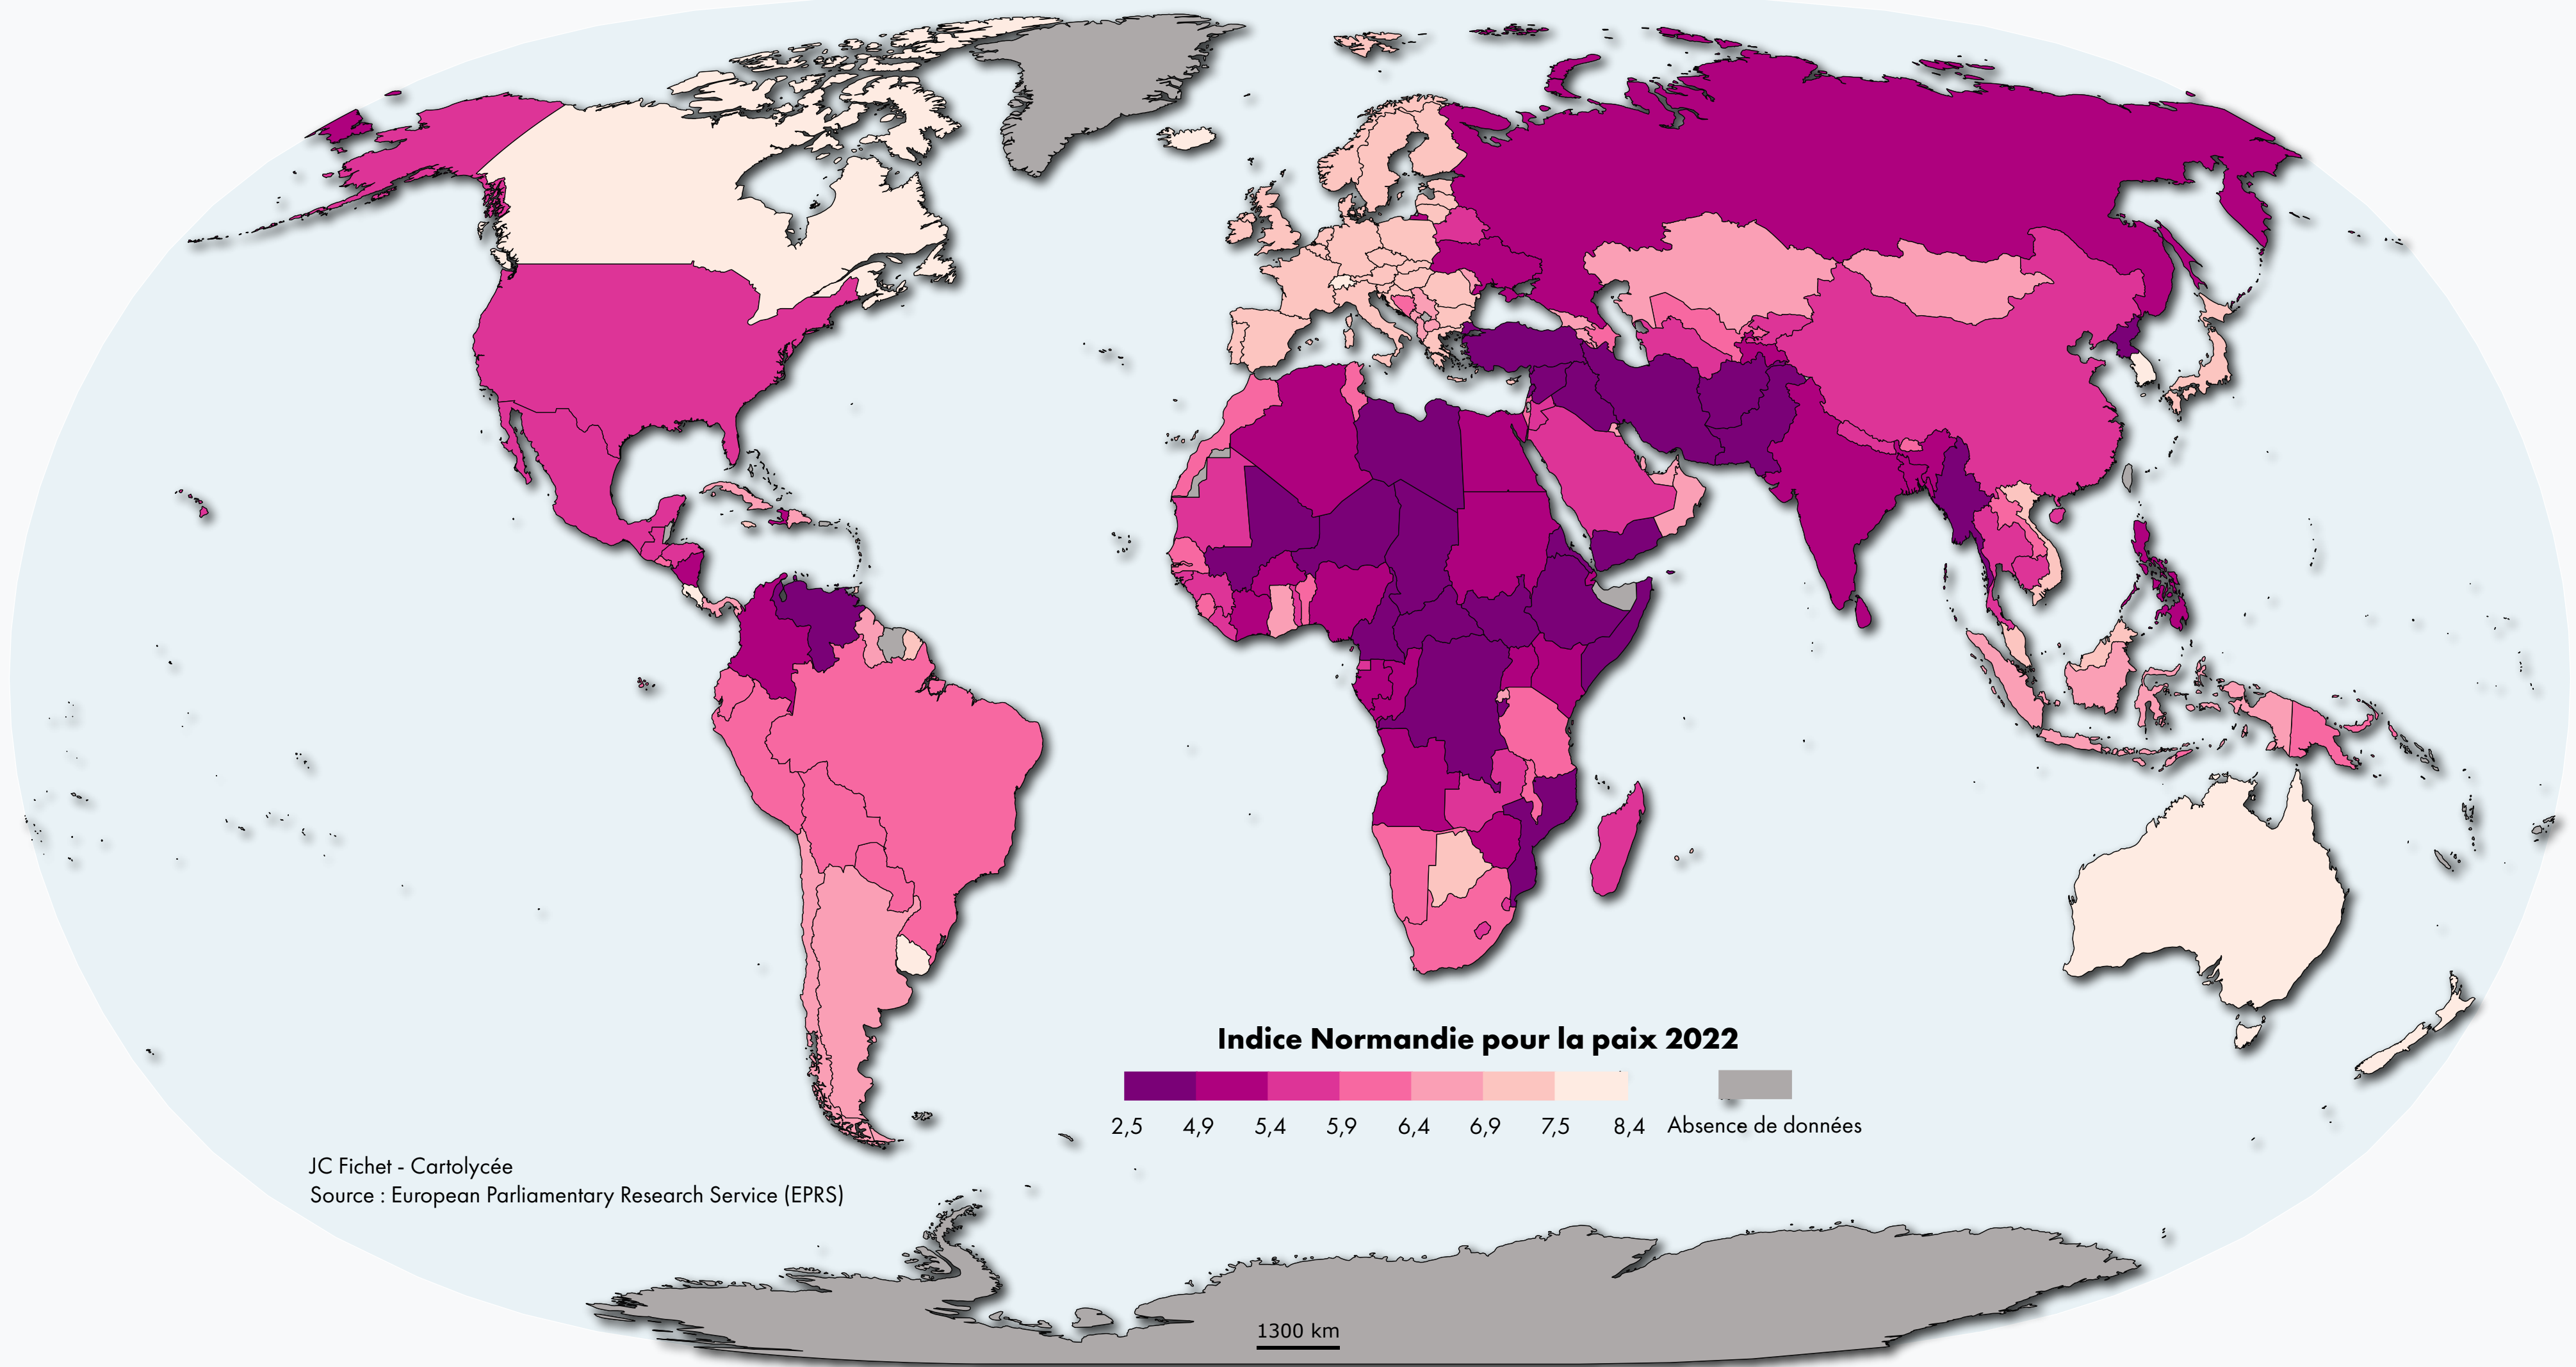 Indice Normandie pour la paix 2022
2,5 4,9 5,4 5,9 6,4 6,9 7,5 8,4 Absence de données
JC Fichet - Cartolycée
Source : European Parliamentary Research Service (EPRS)
1300 km